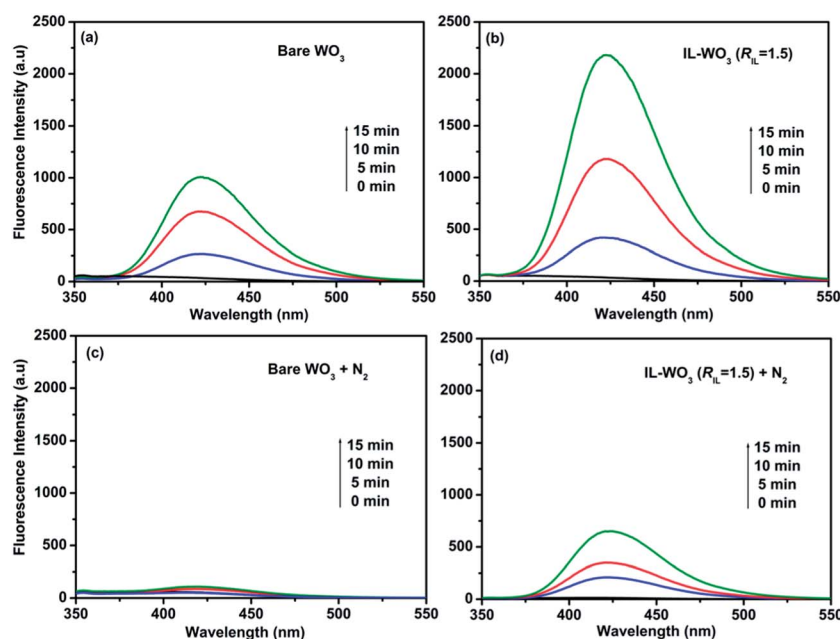 (a)
Bare WO₃
2500
2000
1500
1000
500
0
Fluorescence Intensity (a.u)
15 min
10 min
5 min
0 min
350 400 450 500 550
Wavelength (nm)
(b)
IL-WO₃ (R_IL=1.5)
2500
2000
1500
1000
500
0
15 min
10 min
5 min
0 min
350 400 450 500 550
Wavelength (nm)
(c)
Bare WO₃ + N₂
2500
2000
1500
1000
500
0
Fluorescence Intensity (a.u)
15 min
10 min
5 min
0 min
350 400 450 500 550
Wavelength (nm)
(d)
IL-WO₃ (R_IL=1.5) + N₂
2500
2000
1500
1000
500
0
15 min
10 min
5 min
0 min
350 400 450 500 550
Wavelength (nm)